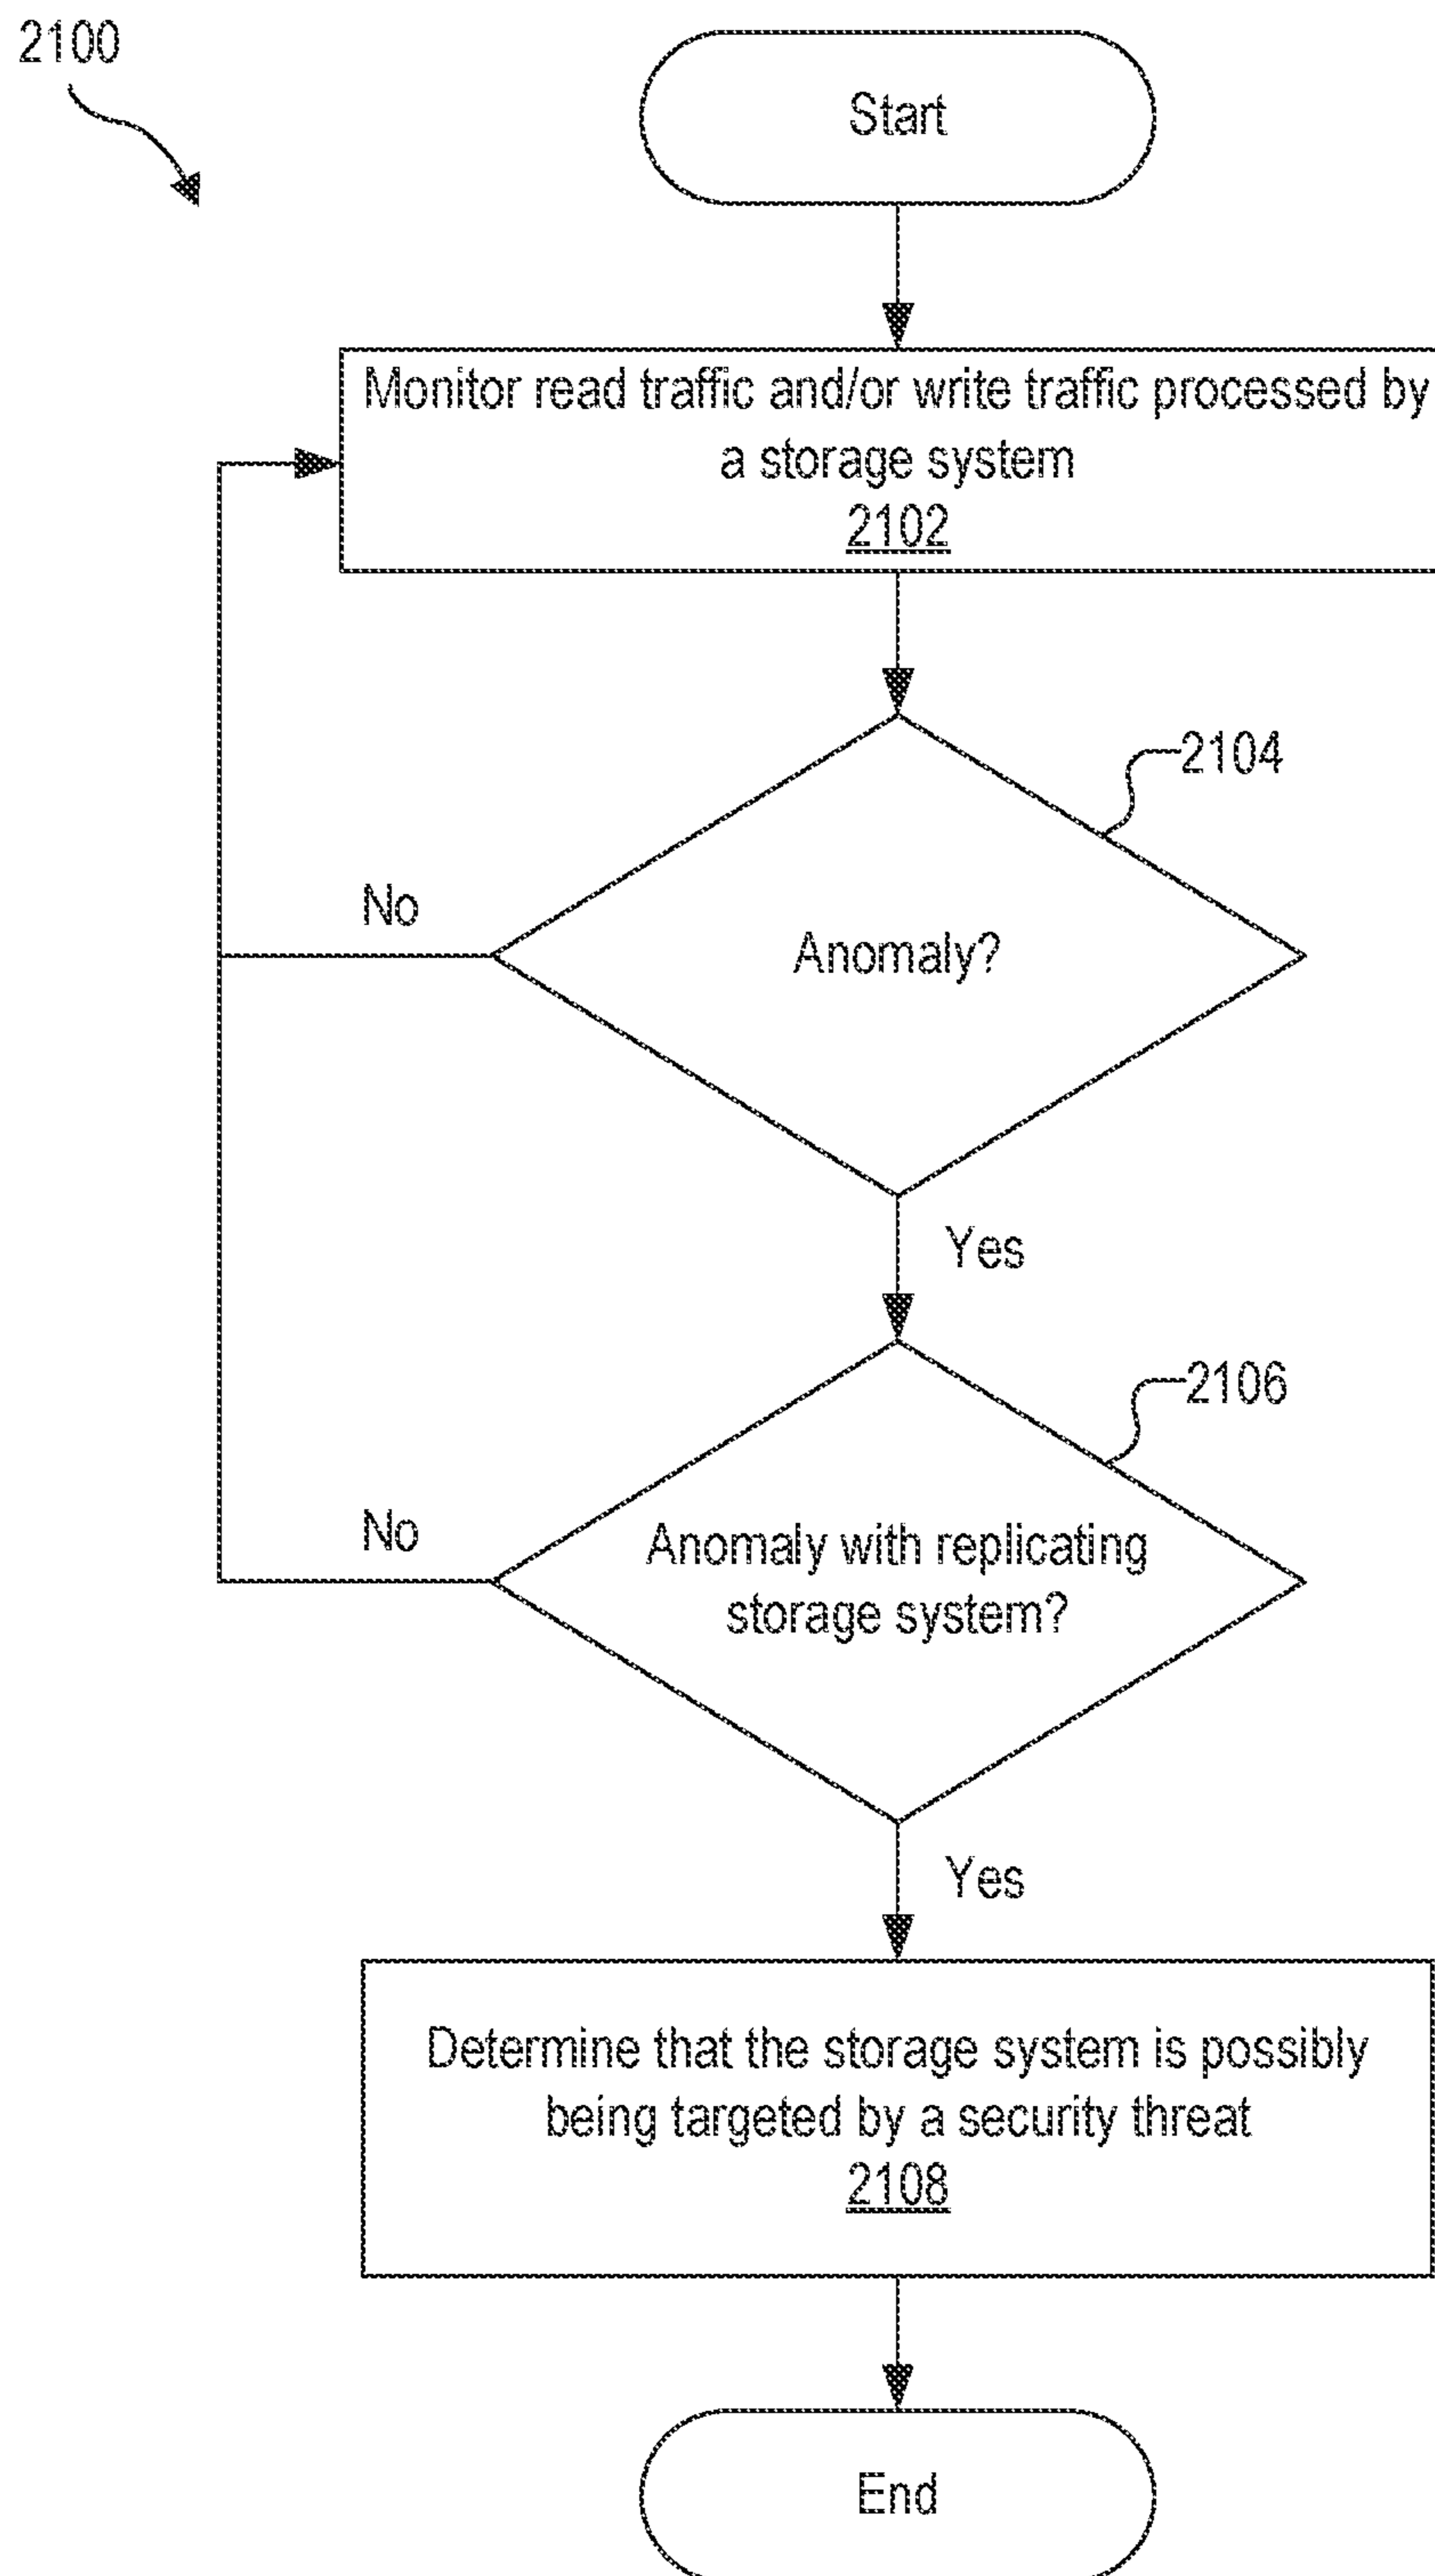 2100
Start
Monitor read traffic and/or write traffic processed by
a storage system
2102
2104
No
Anomaly?
Yes
2106
No
Anomaly with replicating
storage system?
Yes
Determine that the storage system is possibly
being targeted by a security threat
2108
End